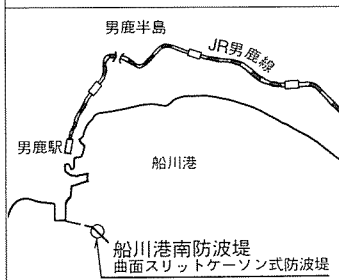 男鹿半島
JR男鹿線
男鹿駅
船川港
船川港南防波堤
曲面スリットケーソン式防波堤